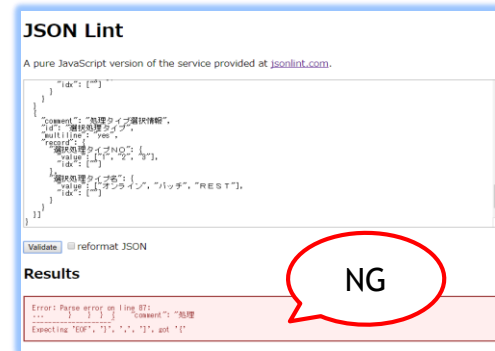 JSON Lint
A pure JavaScript version of the service provided at jsonlint.com.
"idx": [""]
}
}
}
{
"comment": "処理タイプ選択情報",
"id": "選択処理タイプ",
"multiline": "yes",
"record": {
"選択処理タイプNO": {
"value": ["1", "2", "3"],
"idx": [""]
},
"選択処理タイプ名": {
"value": ["オンライン", "バッチ", "REST"],
"idx": [""]
}
}
}]
}
Validate reformat JSON
Results
NG
Error: Parse error on line 87:
... } } } { "comment": "処理
---------------------^
Expecting 'EOF', '}', ',', ']', got '{'